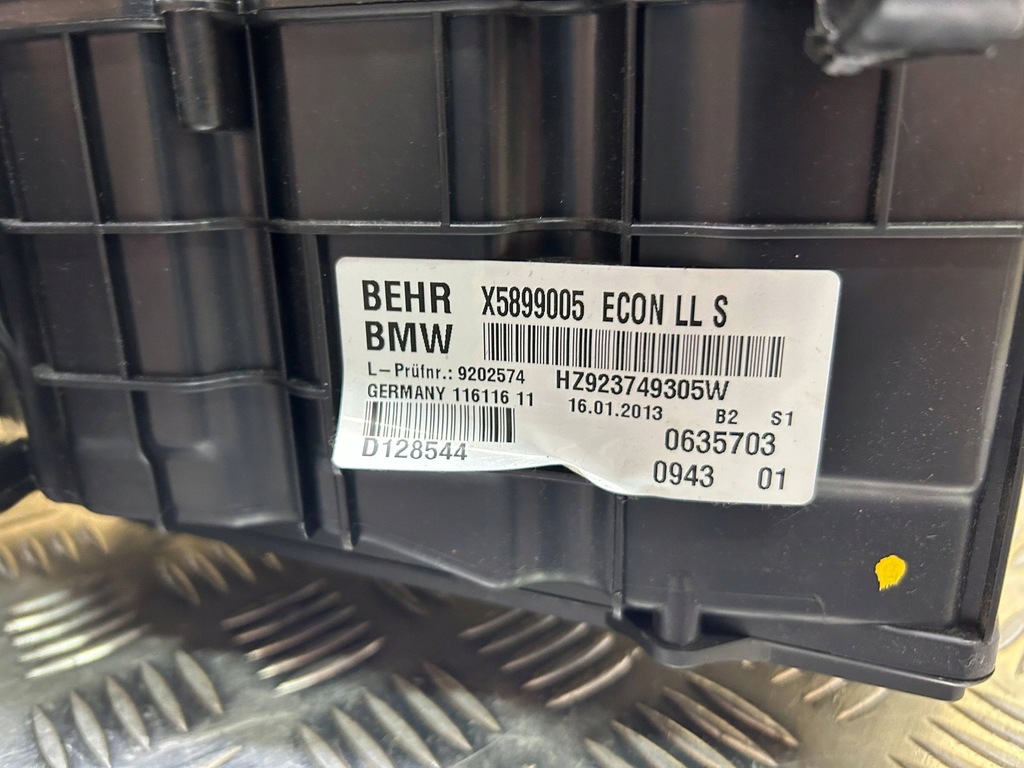 BEHR X5899005 ECON LL S
BMW
L-Prüfnr.: 9202574 HZ923749305W
GERMANY 116116 11 16.01.2013 B2 S1
D128544 0635703
0943 01